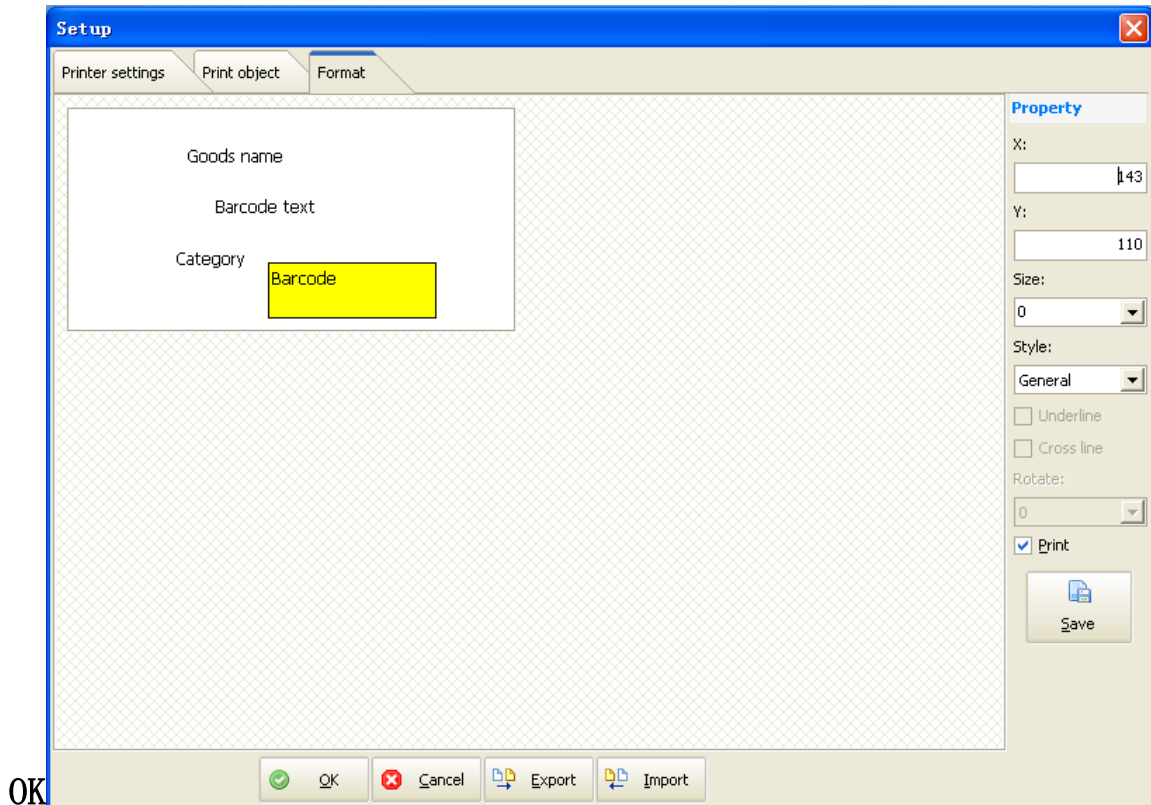 Setup
Printer settings Print object Format
Property
Goods name
X:
143
Barcode text
Y:
110
Category
Barcode
Size:
0
Style:
General
Underline
Cross line
Rotate:
0
Print
Save
OK Cancel Export Import
OK